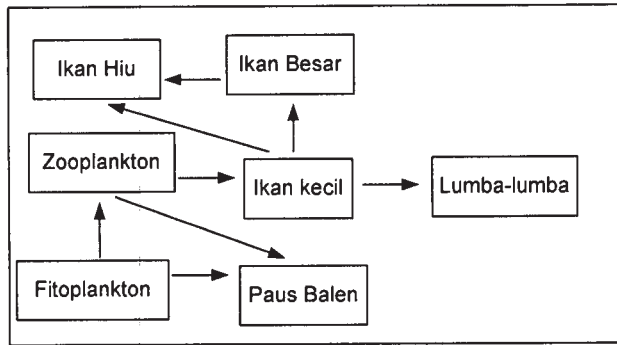 Ikan Hiu
Ikan Besar
Zooplankton
Ikan kecil
Lumba-lumba
Fitoplankton
Paus Balen